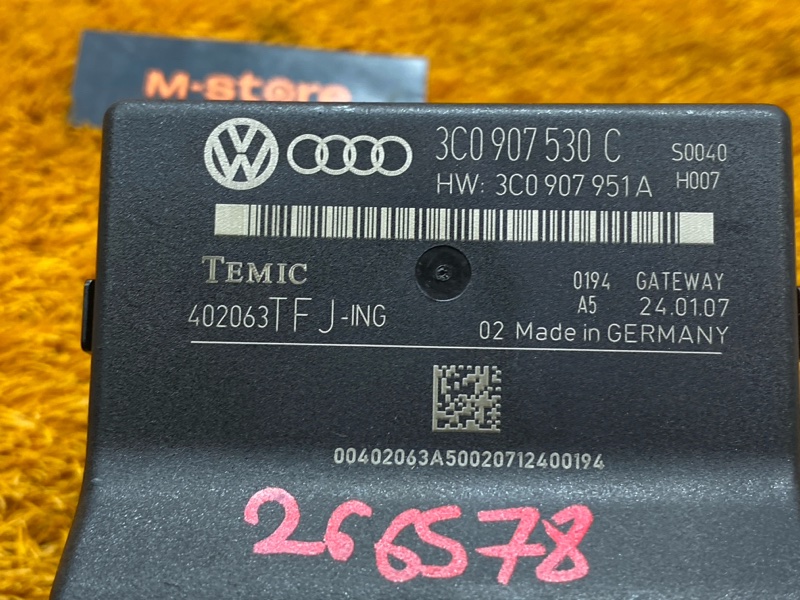 M-store
3C0 907 530 C S0040
HW: 3C0 907 951 A H007
TEMIC
0194 GATEWAY
402063TFJ-ING A5 24.01.07
02 Made in GERMANY
00402063A50020712400194
266578